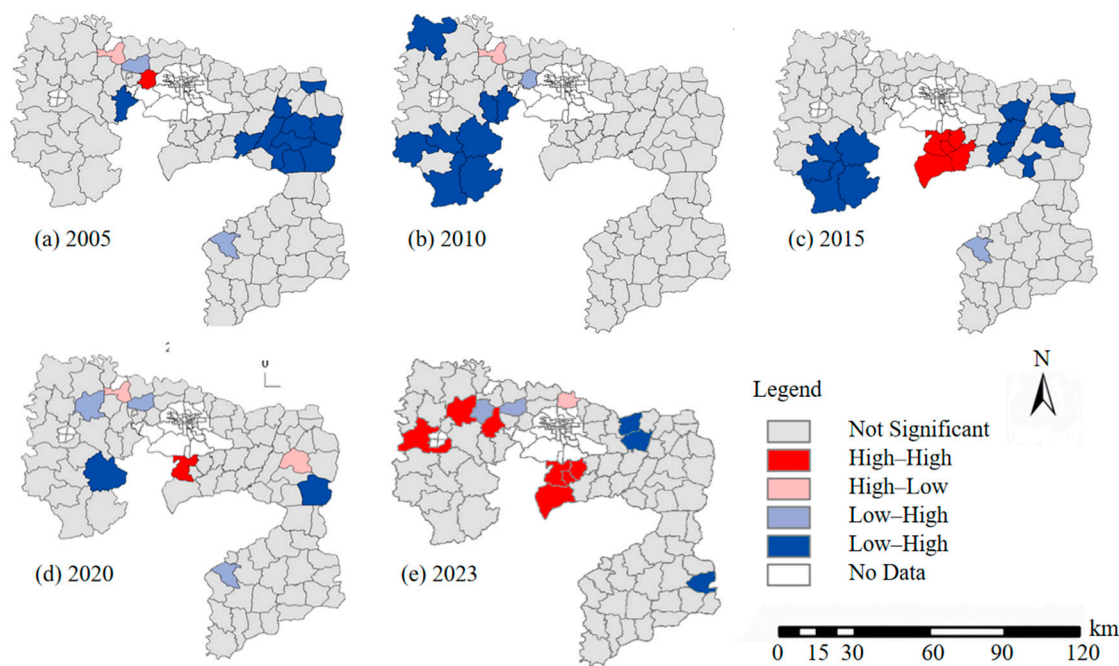 (a) 2005
(b) 2010
(c) 2015
(d) 2020
(e) 2023
N
Legend
Not Significant
High–High
High–Low
Low–High
Low–High
No Data
km
0 15 30 60 90 120